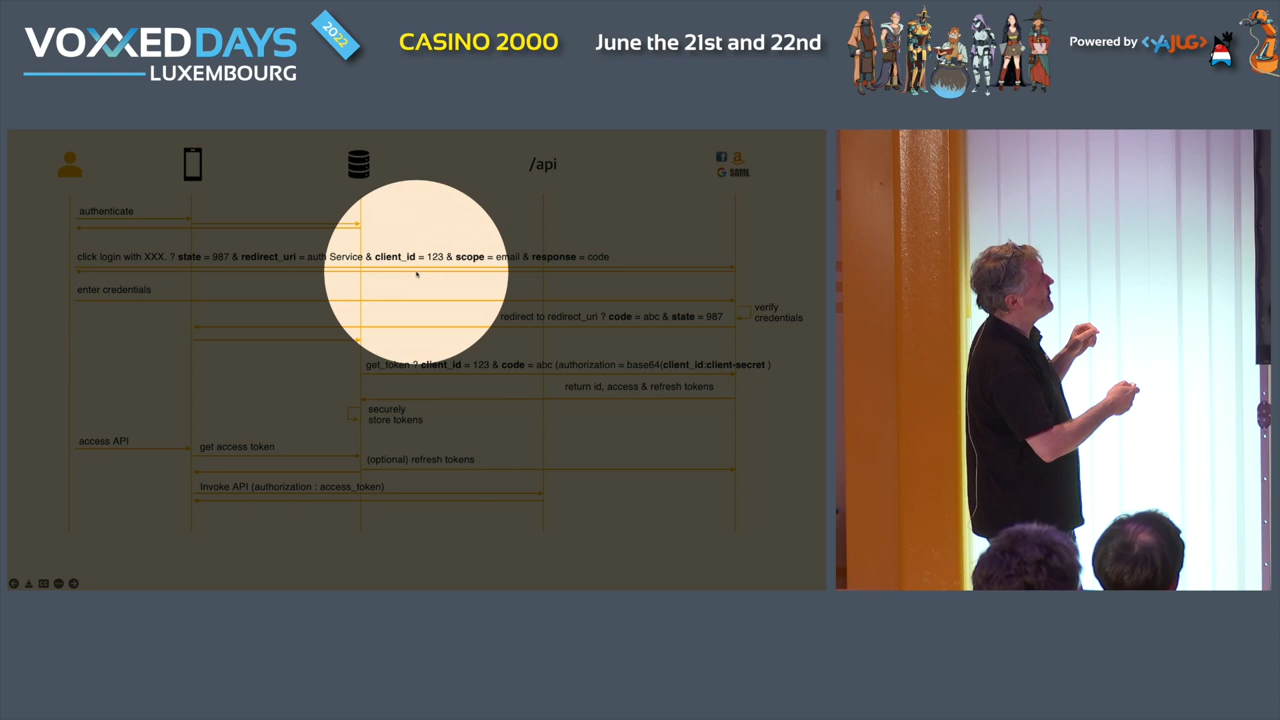 VOXXED DAYS
LUXEMBOURG
2022
CASINO 2000
June the 21st and 22nd
Powered by <YAJUG>
/api
SAML
authenticate
click login with XXX. ? state = 987 & redirect_uri = auth Service & client_id = 123 & scope = email & response = code
enter credentials
verify
credentials
redirect to redirect_uri ? code = abc & state = 987
get_token ? client_id = 123 & code = abc (authorization = base64(client_id:client-secret )
return id, access & refresh tokens
securely
store tokens
access API
get access token
(optional) refresh tokens
Invoke API (authorization : access_token)